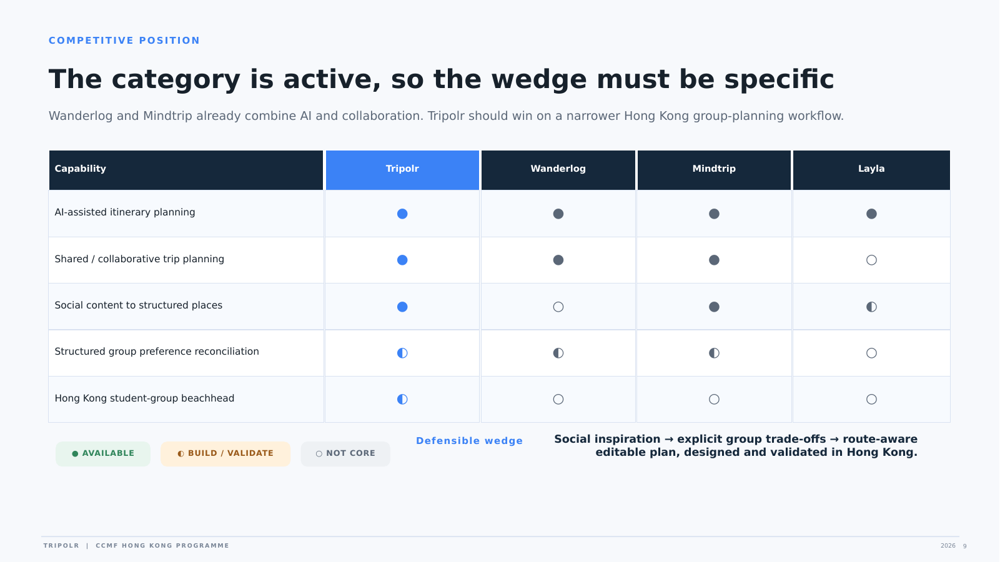 COMPETITIVE POSITION
The category is active, so the wedge must be specific
Wanderlog and Mindtrip already combine AI and collaboration. Tripolr should win on a narrower Hong Kong group-planning workflow.
Capability Tripolr Wanderlog Mindtrip Layla
AI-assisted itinerary planning ● ● ● ●
Shared / collaborative trip planning ● ● ● ○
Social content to structured places ● ○ ● ◐
Structured group preference reconciliation ◐ ◐ ◐ ○
Hong Kong student-group beachhead ◐ ○ ○ ○
● AVAILABLE ◐ BUILD / VALIDATE ○ NOT CORE
Defensible wedge
Social inspiration → explicit group trade-offs → route-aware
editable plan, designed and validated in Hong Kong.
TRIPOLR | CCMF HONG KONG PROGRAMME
2026 9